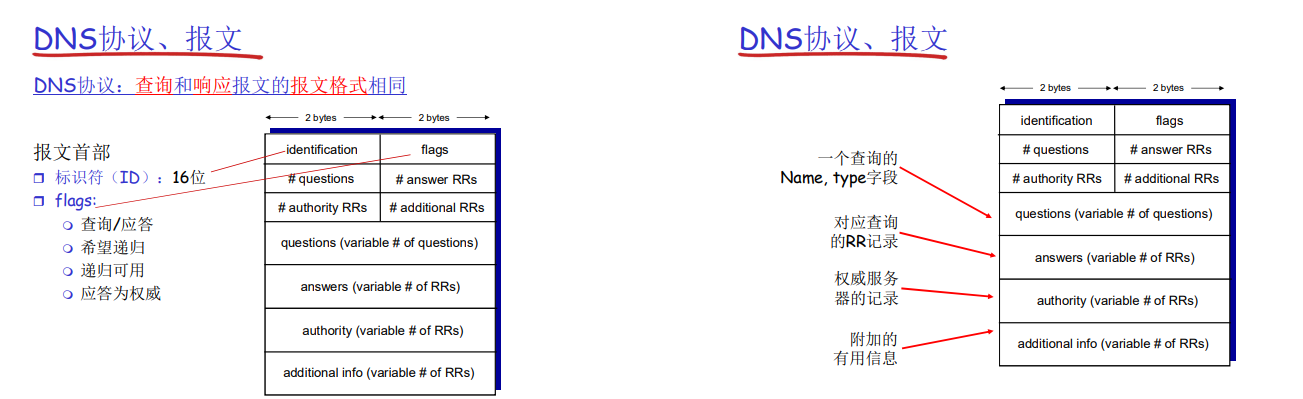 DNS协议、报文
DNS协议：查询和响应报文的报文格式相同
报文首部
标识符（ID）：16位
flags:
查询/应答
希望递归
递归可用
应答为权威
2 bytes 2 bytes
identification flags
# questions # answer RRs
# authority RRs # additional RRs
questions (variable # of questions)
answers (variable # of RRs)
authority (variable # of RRs)
additional info (variable # of RRs)
DNS协议、报文
一个查询的
Name, type字段
对应查询
的RR记录
权威服务
器的记录
附加的
有用信息
2 bytes 2 bytes
identification flags
# questions # answer RRs
# authority RRs # additional RRs
questions (variable # of questions)
answers (variable # of RRs)
authority (variable # of RRs)
additional info (variable # of RRs)